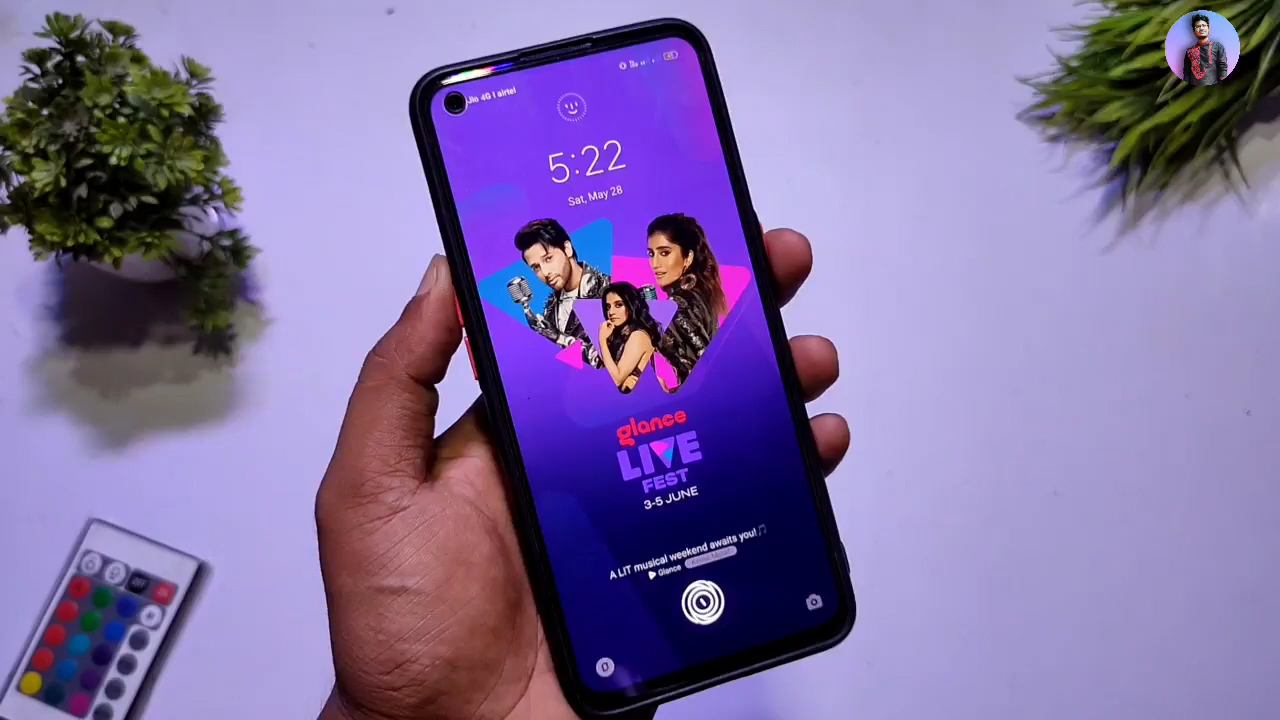 Jio 4G | airtel
5:22
Sat, May 28
glance
LIVE
FEST
3-5 JUNE
A LIT musical weekend awaits you!
Glance
OFF